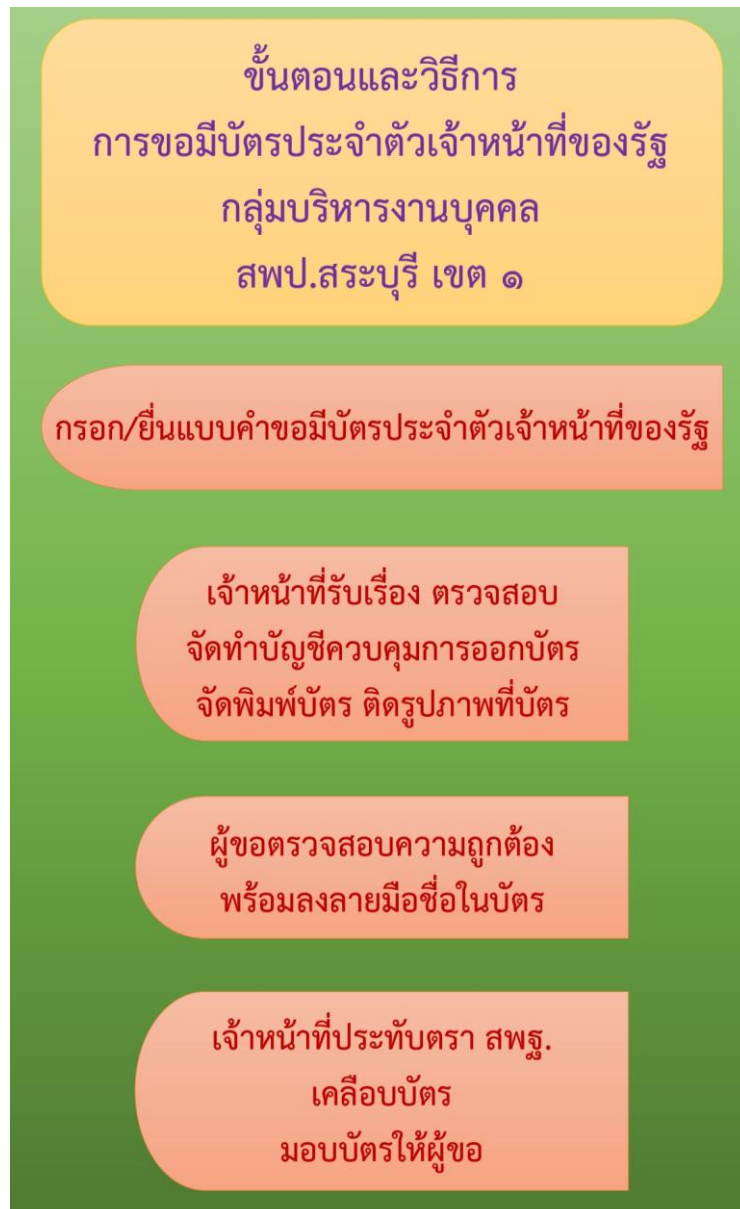 ขั้นตอนและวิธีการ
การขอมีบัตรประจำตัวเจ้าหน้าที่ของรัฐ
กลุ่มบริหารงานบุคคล
สพป.สระบุรี เขต ๑
กรอก/ยื่นแบบคำขอมีบัตรประจำตัวเจ้าหน้าที่ของรัฐ
เจ้าหน้าที่รับเรื่อง ตรวจสอบ
จัดทำบัญชีควบคุมการออกบัตร
จัดพิมพ์บัตร ติดรูปภาพที่บัตร
ผู้ขอตรวจสอบความถูกต้อง
พร้อมลงลายมือชื่อในบัตร
เจ้าหน้าที่ประทับตรา สพฐ.
เคลือบบัตร
มอบบัตรให้ผู้ขอ